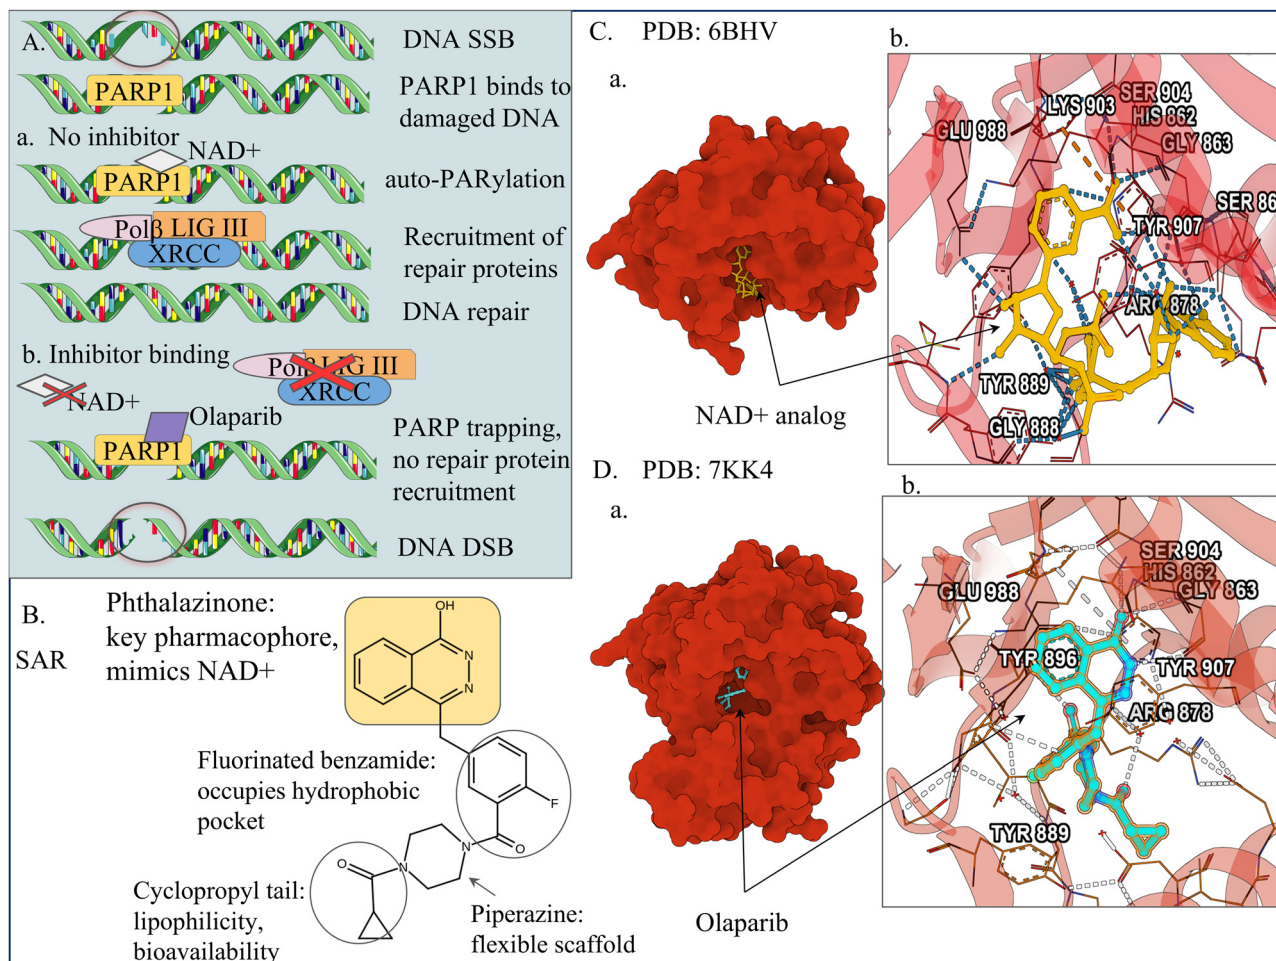 A.
DNA SSB
PARP1
PARP1 binds to
damaged DNA
a. No inhibitor
NAD+
PARP1
auto-PARylation
Polβ LIG III
XRCC
Recruitment of
repair proteins
DNA repair
b. Inhibitor binding
Polβ LIG III
XRCC
NAD+
Olaparib
PARP1
PARP trapping,
no repair protein
recruitment
DNA DSB
B.
SAR
Phthalazinone:
key pharmacophore,
mimics NAD+
OH
N
N
Fluorinated benzamide:
occupies hydrophobic
pocket
F
O
N
N
O
Cyclopropyl tail:
lipophilicity,
bioavailability
Piperazine:
flexible scaffold
C. PDB: 6BHV
a.
b.
GLU 988
LYS 903
SER 904
HIS 862
GLY 863
SER 86
TYR 907
ARG 878
TYR 889
GLY 888
NAD+ analog
D. PDB: 7KK4
a.
b.
SER 904
HIS 862
GLY 863
GLU 988
TYR 896
TYR 907
ARG 878
TYR 889
Olaparib